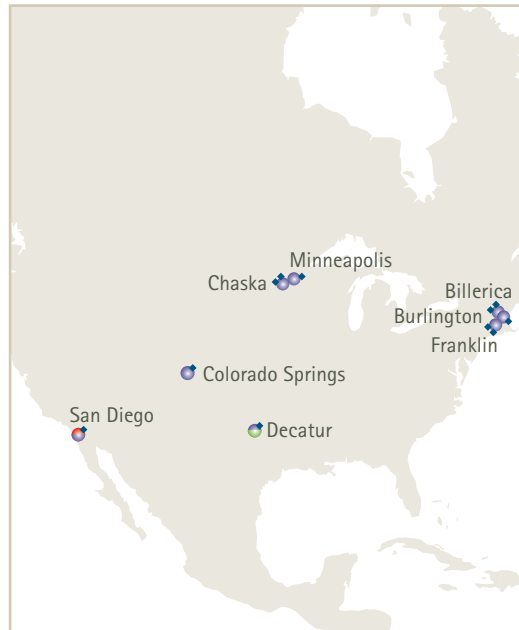 Minneapolis
Chaska
Billerica
Burlington
Franklin
Colorado Springs
San Diego
Decatur